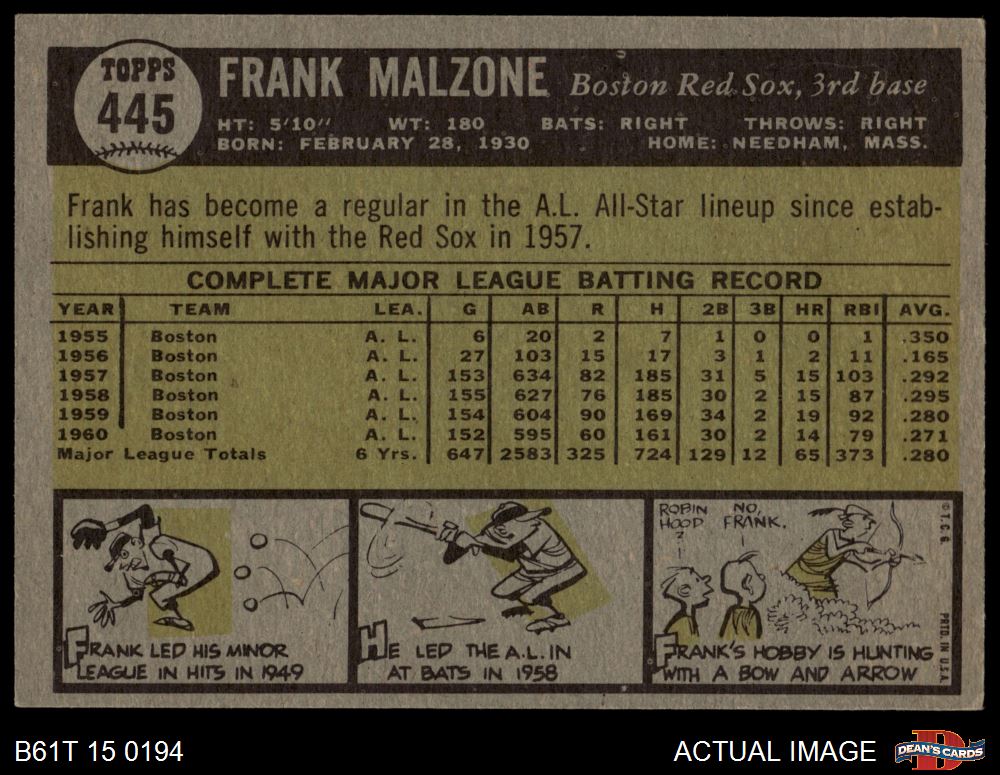 TOPPS
445
FRANK MALZONE Boston Red Sox, 3rd base
HT: 5'10" WT: 180 BATS: RIGHT THROWS: RIGHT
BORN: FEBRUARY 28, 1930 HOME: NEEDHAM, MASS.
Frank has become a regular in the A.L. All-Star lineup since estab-
lishing himself with the Red Sox in 1957.
COMPLETE MAJOR LEAGUE BATTING RECORD
YEAR TEAM LEA. G AB R H 2B 3B HR RBI AVG.
1955 Boston A. L. 6 20 2 7 1 0 0 1 .350
1956 Boston A. L. 27 103 15 17 3 1 2 11 .165
1957 Boston A. L. 153 634 82 185 31 5 15 103 .292
1958 Boston A. L. 155 627 76 185 30 2 15 87 .295
1959 Boston A. L. 154 604 90 169 34 2 19 92 .280
1960 Boston A. L. 152 595 60 161 30 2 14 79 .271
Major League Totals 6 Yrs. 647 2583 325 724 129 12 65 373 .280
FRANK LED HIS MINOR
LEAGUE IN HITS IN 1949
HE LED THE A.L. IN
AT BATS IN 1958
ROBIN
HOOD
?
NO,
FRANK.
FRANK'S HOBBY IS HUNTING
WITH A BOW AND ARROW
© T. C. G.
PRTD. IN U.S.A.
B61T 15 0194
ACTUAL IMAGE
D
DEAN'S CARDS